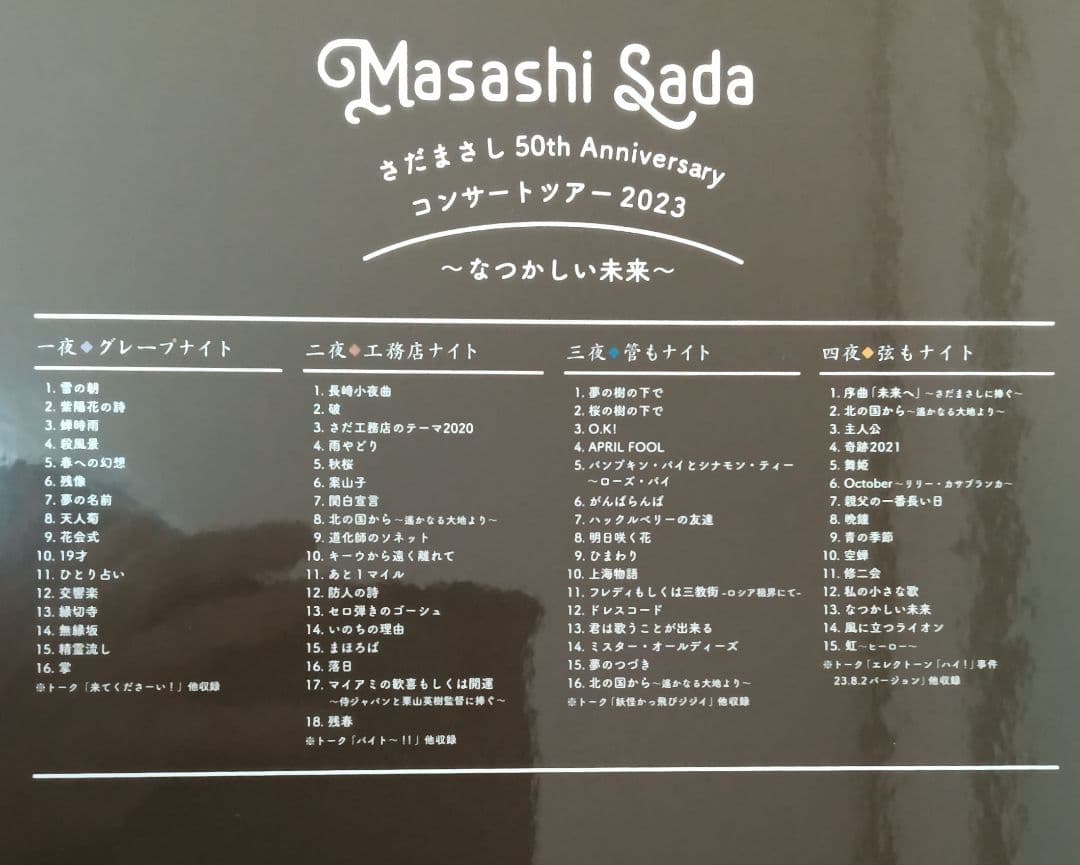 Masashi Sada
さだまさし 50th Anniversary
コンサートツアー 2023
～なつかしい未来～
一夜◆グレープナイト
1. 雪の朝
2. 紫陽花の詩
3. 蝉時雨
4. 殺風景
5. 春への幻想
6. 残像
7. 夢の名前
8. 天人菊
9. 花会式
10. 19才
11. ひとり占い
12. 交響楽
13. 縁切寺
14. 無縁坂
15. 精霊流し
16. 掌
※トーク「来てくださーい！」他収録
二夜◆工務店ナイト
1. 長崎小夜曲
2. 破
3. さだ工務店のテーマ2020
4. 雨やどり
5. 秋桜
6. 案山子
7. 関白宣言
8. 北の国から～遥かなる大地より～
9. 道化師のソネット
10. キーウから遠く離れて
11. あと1マイル
12. 防人の詩
13. セロ弾きのゴーシュ
14. いのちの理由
15. まほろば
16. 落日
17. マイアミの歓喜もしくは開運
～侍ジャパンと栗山英樹監督に捧ぐ～
18. 残春
※トーク「バイト～！！」他収録
三夜◆管もナイト
1. 夢の樹の下で
2. 桜の樹の下で
3. O.K!
4. APRIL FOOL
5. パンプキン・パイとシナモン・ティー
～ローズ・パイ
6. がんばらんば
7. ハックルベリーの友達
8. 明日咲く花
9. ひまわり
10. 上海物語
11. フレディもしくは三教街-ロシア租界にて-
12. ドレスコード
13. 君は歌うことが出来る
14. ミスター・オールディーズ
15. 夢のつづき
16. 北の国から～遥かなる大地より～
※トーク「妖怪かっ飛びジジイ」他収録
四夜◆弦もナイト
1. 序曲「未来へ」～さだまさしに捧ぐ～
2. 北の国から～遥かなる大地より～
3. 主人公
4. 奇跡2021
5. 舞姫
6. October～リリー・カサブランカ～
7. 親父の一番長い日
8. 晩鐘
9. 青の季節
10. 空蝉
11. 修二会
12. 私の小さな歌
13. なつかしい未来
14. 風に立つライオン
15. 虹～ヒーロー～
※トーク「エレクトーン「ハイ！」事件
23.8.2バージョン」他収録